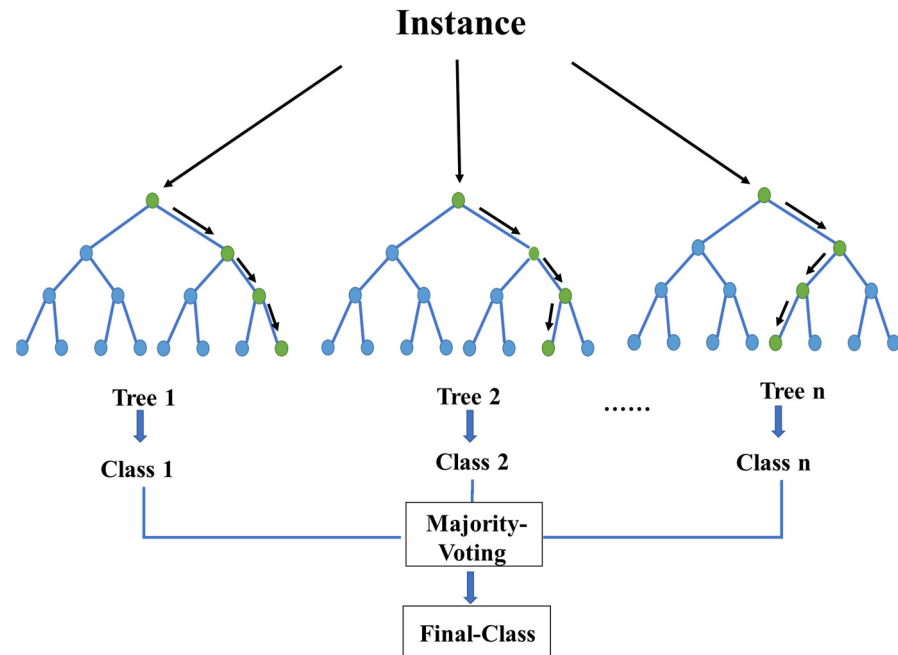 Instance
Tree 1
Tree 2
......
Tree n
Class 1
Class 2
Class n
Majority-
Voting
Final-Class